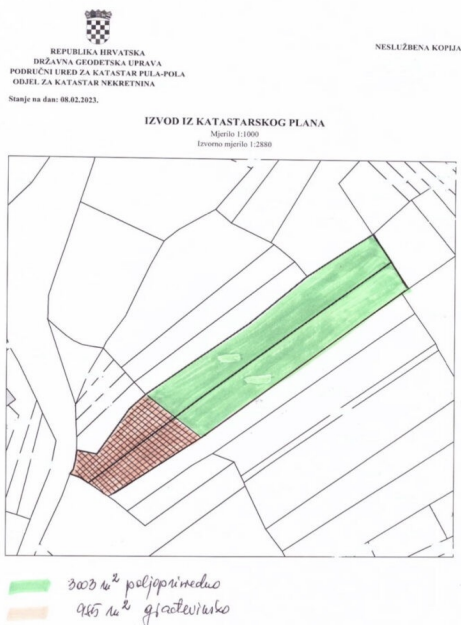 REPUBLIKA HRVATSKA
DRŽAVNA GEODETSKA UPRAVA
PODRUČNI URED ZA KATASTAR PULA-POLA
ODJEL ZA KATASTAR NEKRETNINA
NESLUŽBENA KOPIJA
Stanje na dan: 08.02.2023.
IZVOD IZ KATASTARSKOG PLANA
Mjerilo 1:1000
Izvorno mjerilo 1:2880
3003 m² poljoprivredno
m² građevinsko